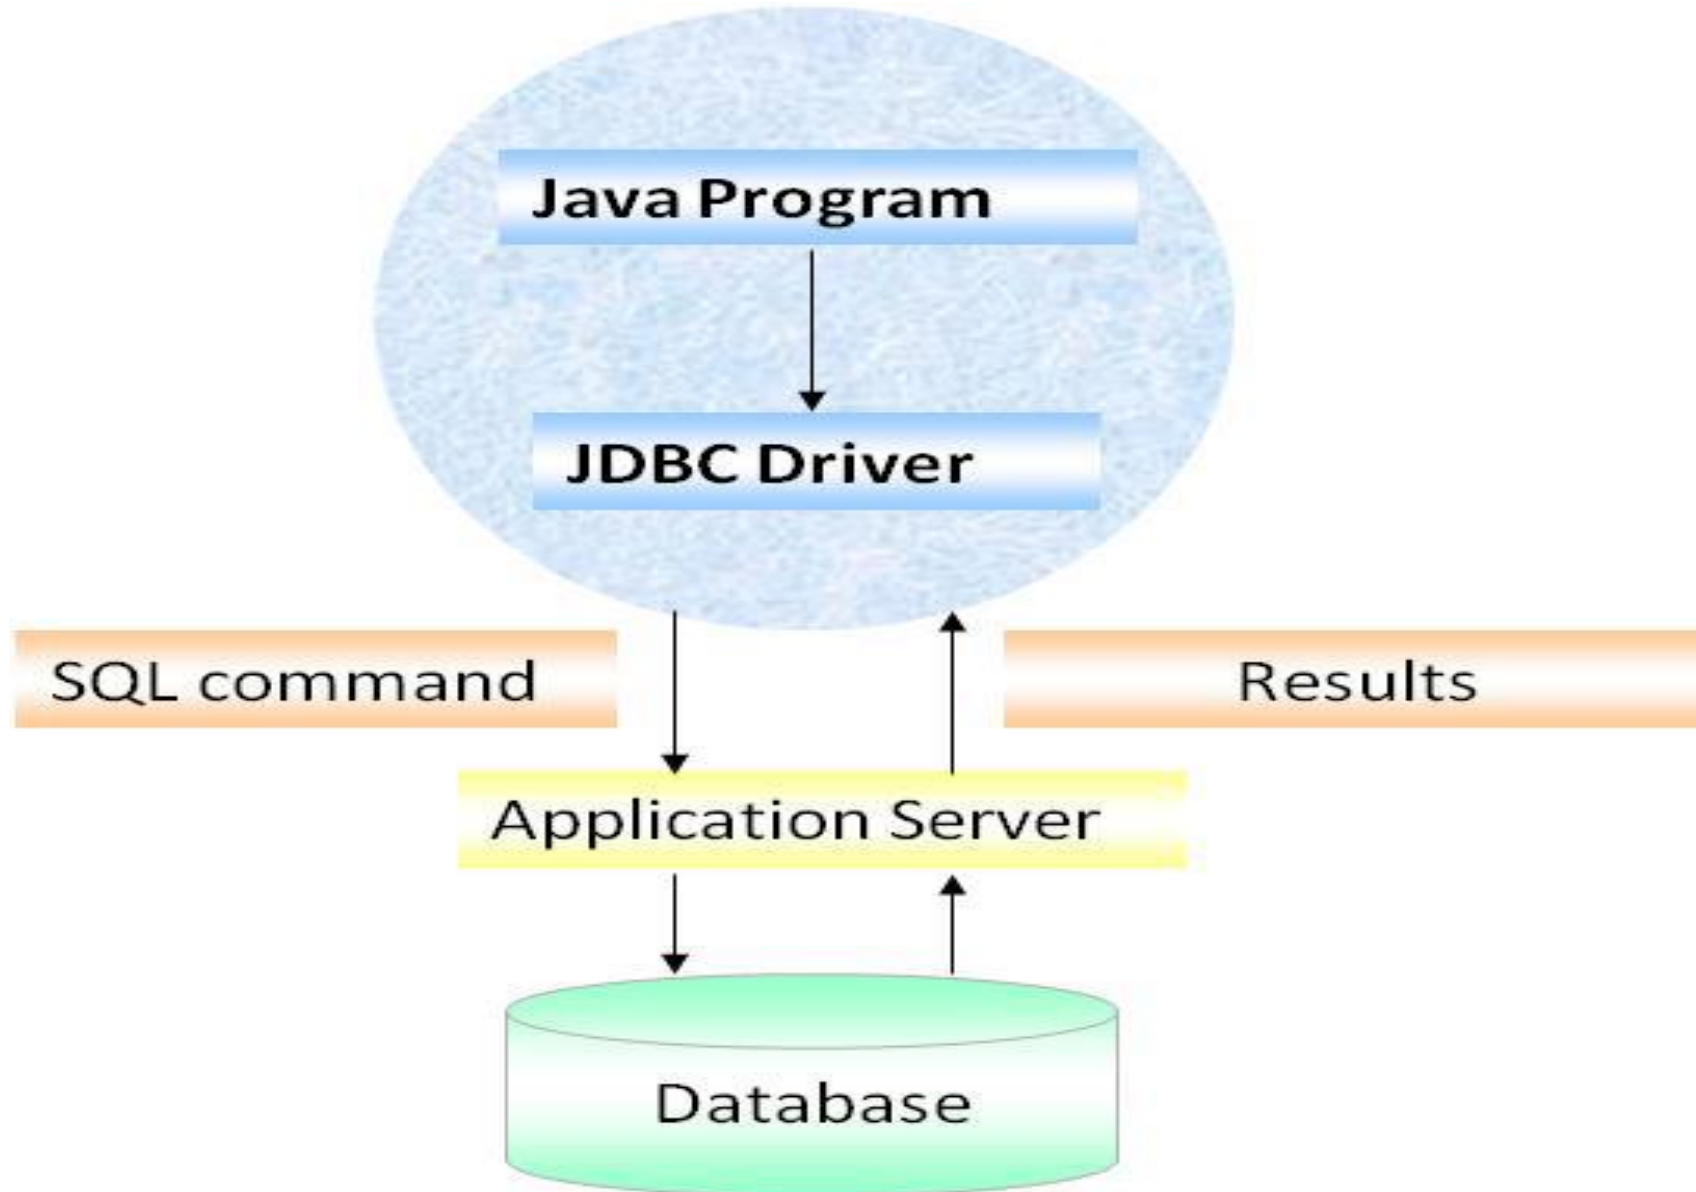 Java Program
JDBC Driver
SQL command
Results
Application Server
Database